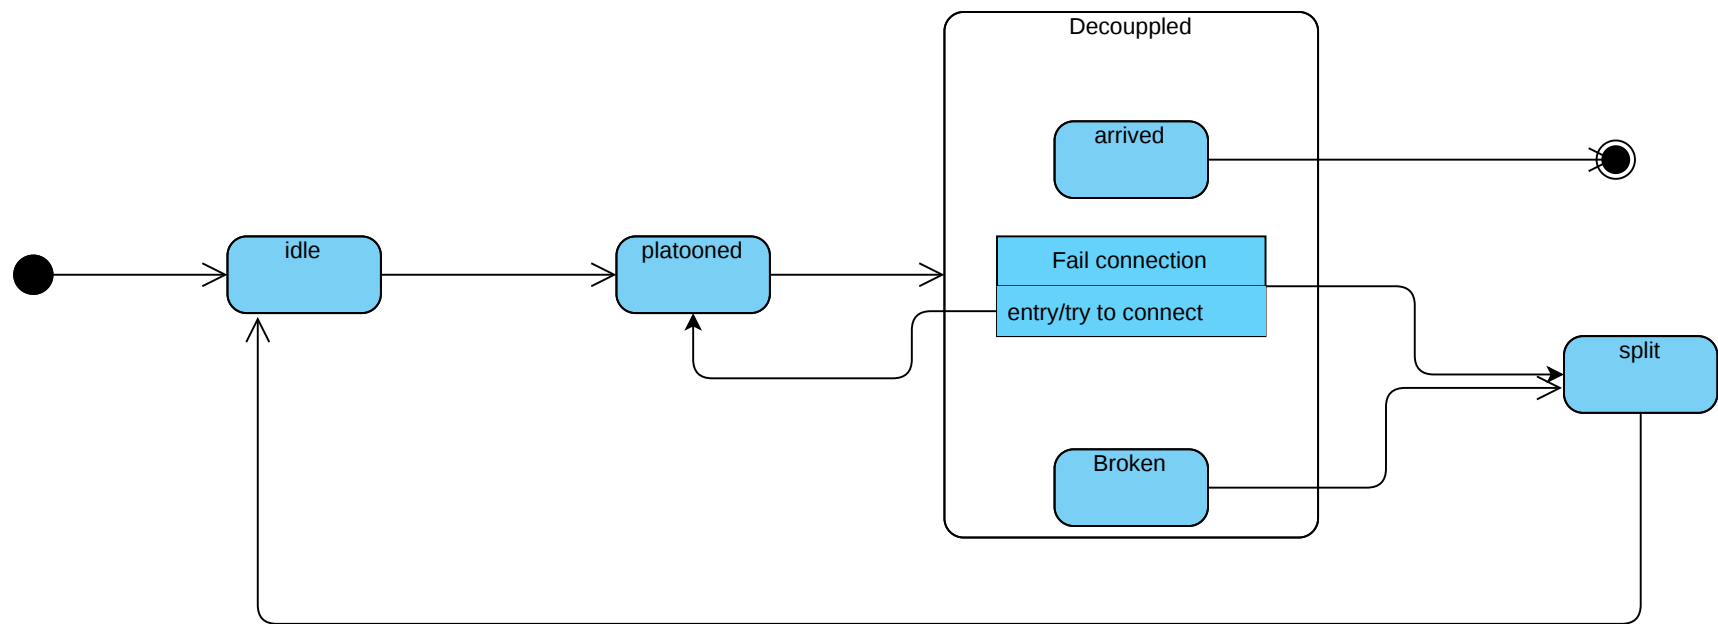 Decouppled
arrived
idle
platooned
Fail connection
entry/try to connect
split
Broken